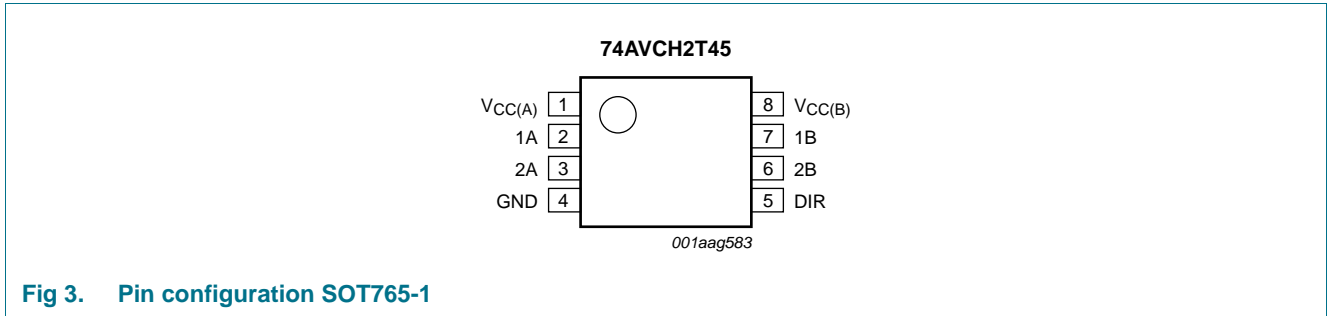 74AVCH2T45
VCC(A) 1 8 VCC(B)
1A 2 7 1B
2A 3 6 2B
GND 4 5 DIR
001aag583
Fig 3. Pin configuration SOT765-1